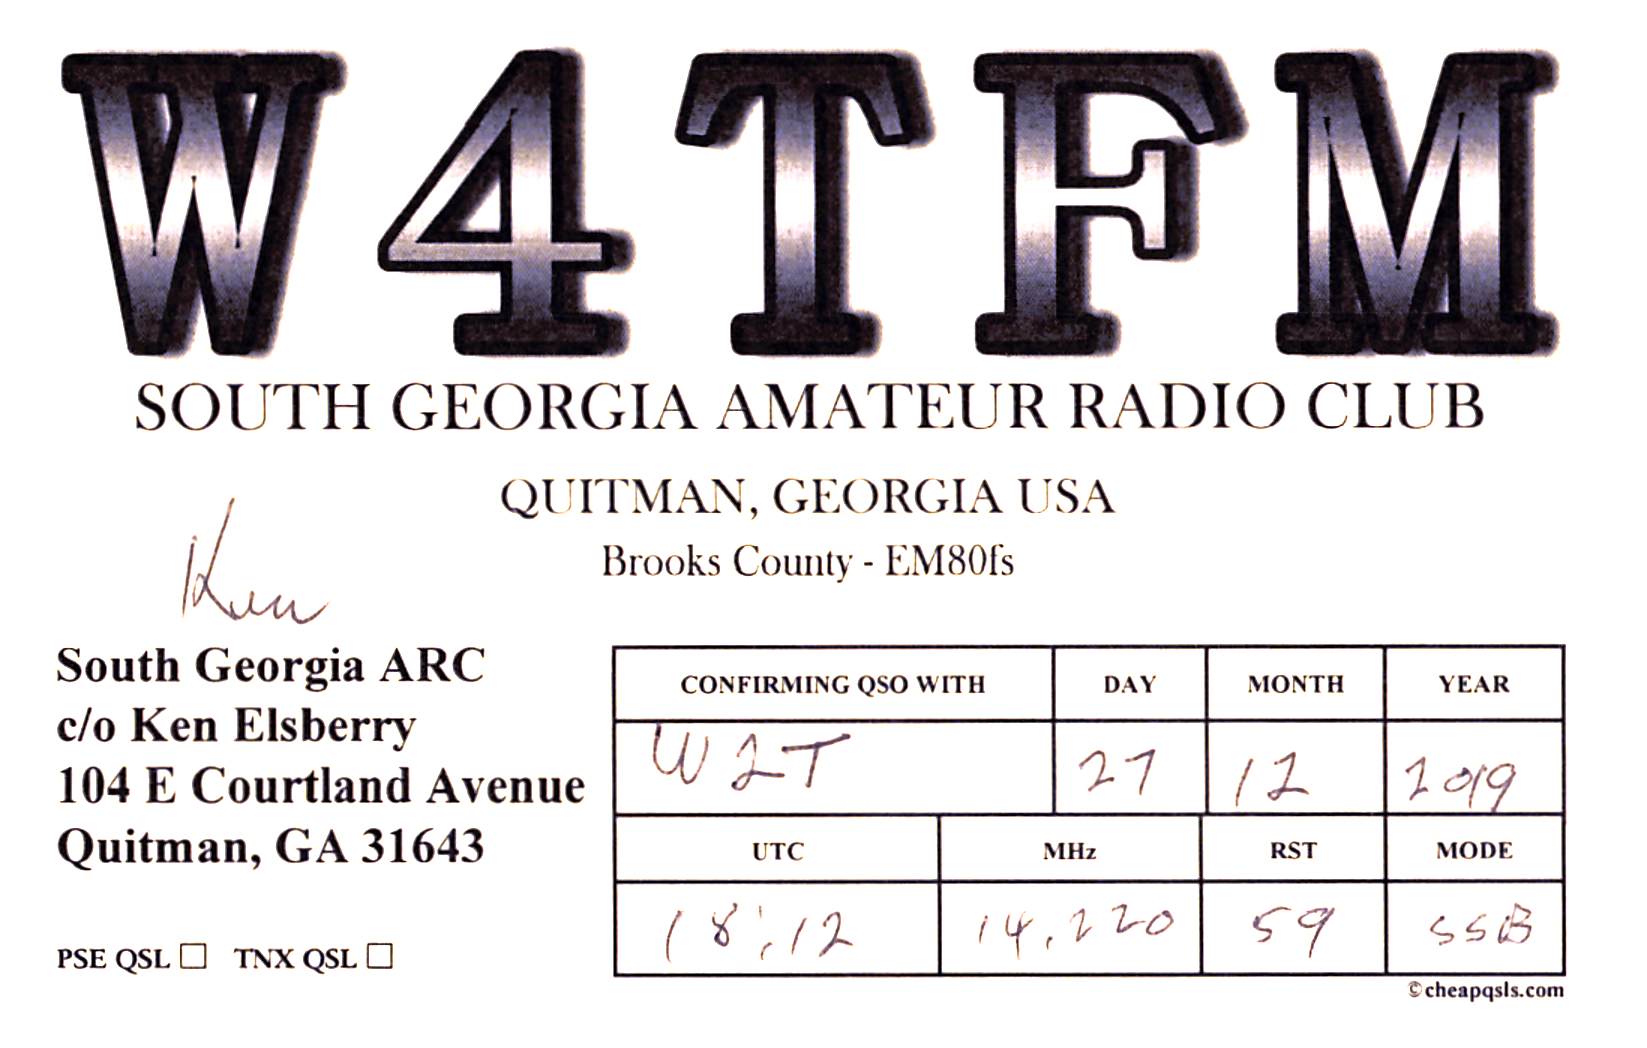 W4TFM
SOUTH GEORGIA AMATEUR RADIO CLUB
QUITMAN, GEORGIA USA
Brooks County - EM80fs
Ken
South Georgia ARC
c/o Ken Elsberry
104 E Courtland Avenue
Quitman, GA 31643
PSE QSL □ TNX QSL □
CONFIRMING QSO WITH DAY MONTH YEAR
W2T 27 12 2019
UTC MHz RST MODE
18:12 14.220 59 SSB
©cheapqsls.com